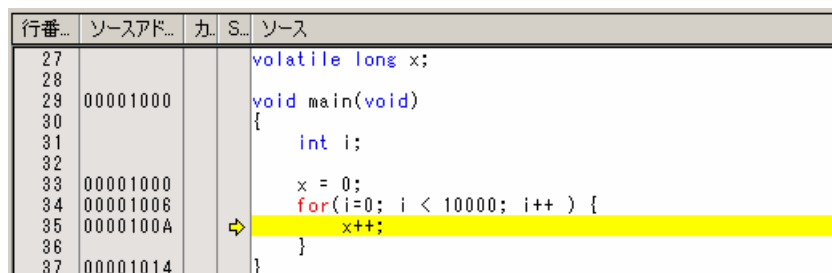 行番... ソースアド... カ. S... ソース
27 volatile long x;
28
29 00001000 void main(void)
30 {
31 int i;
32
33 00001000 x = 0;
34 00001006 for(i=0; i < 10000; i++ ) {
35 0000100A x++;
36 }
37 00001014 }